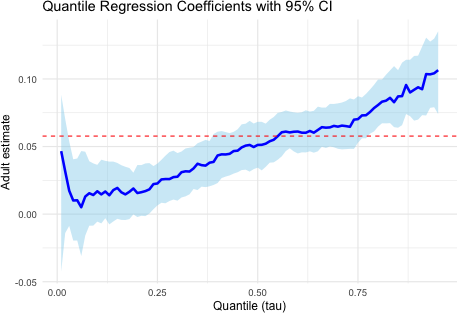 Quantile Regression Coefficients with 95% CI
Adult estimate
0.10
0.05
0.00
-0.05
0.00 0.25 0.50 0.75
Quantile (tau)